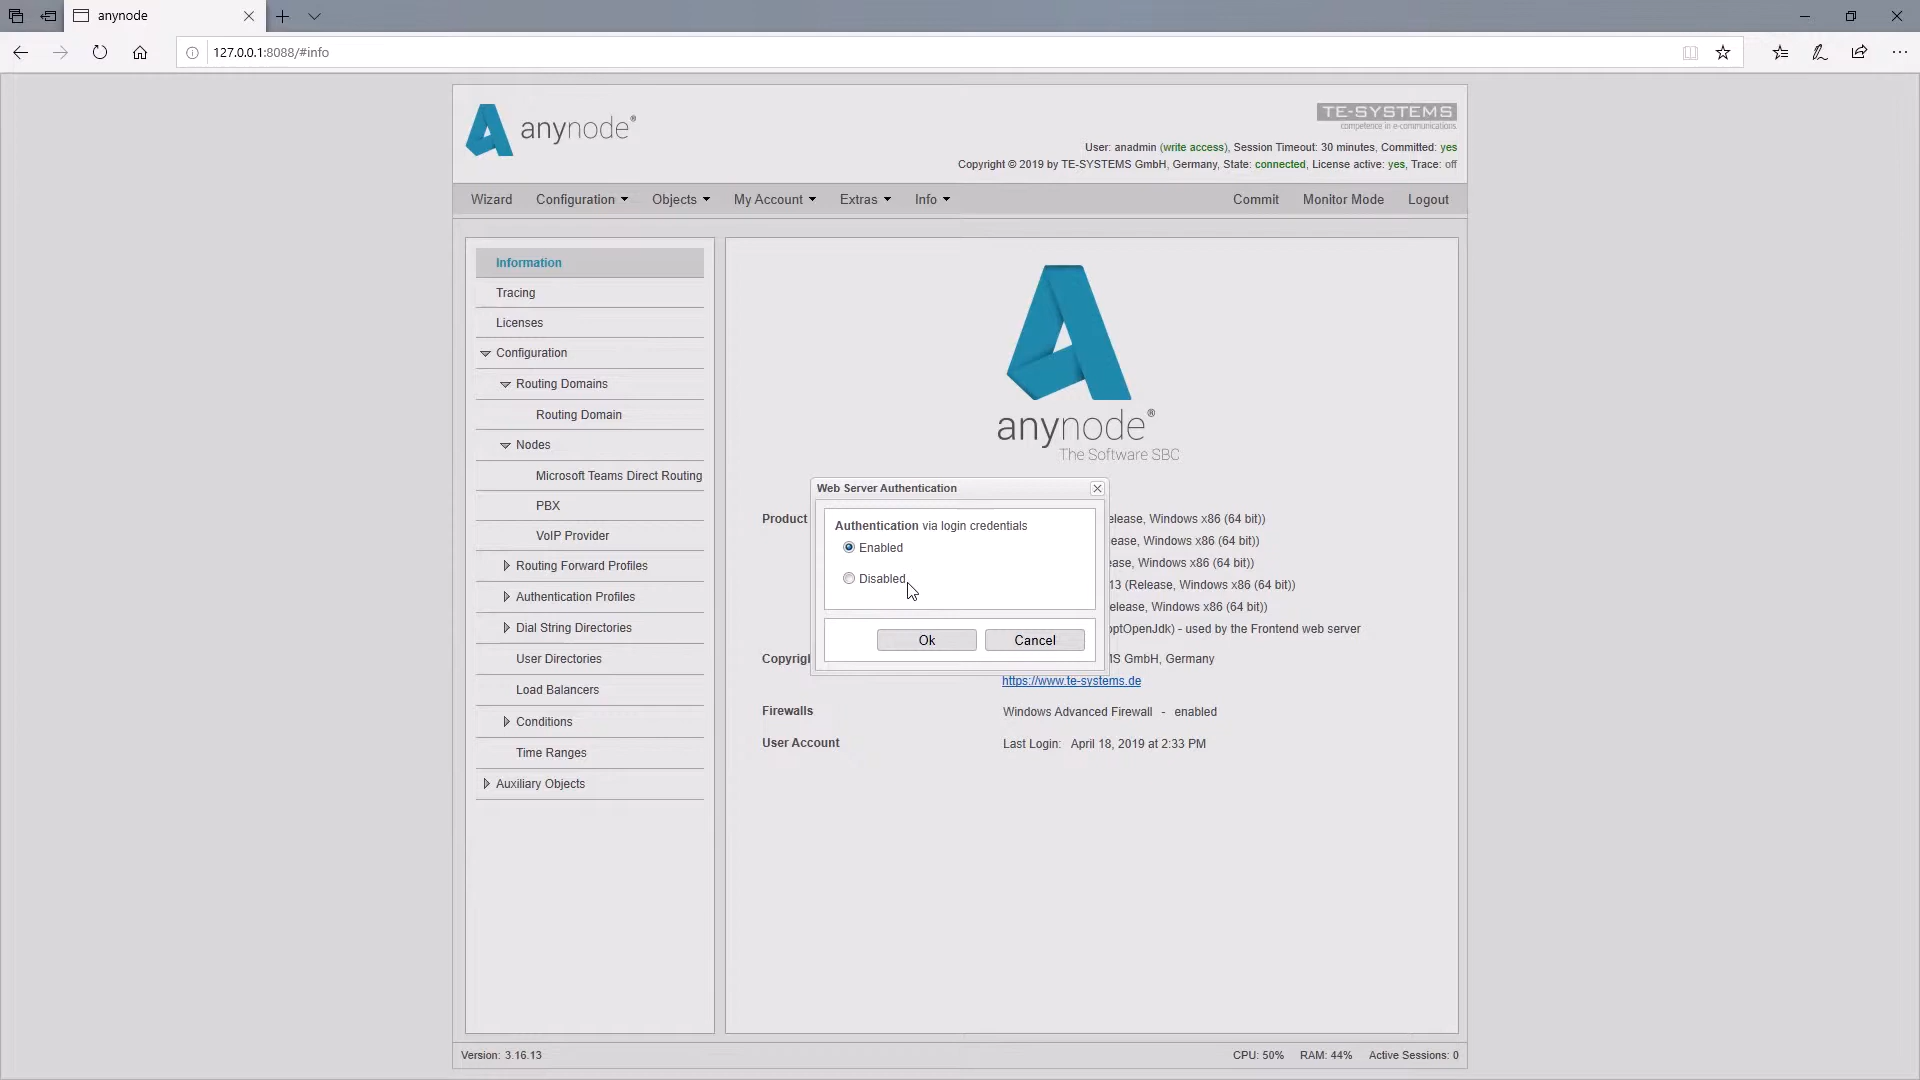 anynode
127.0.0.1:8088/#info
anynode®
TE-SYSTEMS
competence in e-communications.
User: anadmin (write access), Session Timeout: 30 minutes, Committed: yes
Copyright © 2019 by TE-SYSTEMS GmbH, Germany, State: connected, License active: yes, Trace: off
Wizard Configuration Objects My Account Extras Info Commit Monitor Mode Logout
Information
Tracing
Licenses
Configuration
Routing Domains
Routing Domain
Nodes
Microsoft Teams Direct Routing
PBX
VoIP Provider
Routing Forward Profiles
Authentication Profiles
Dial String Directories
User Directories
Load Balancers
Conditions
Time Ranges
Auxiliary Objects
anynode®
The Software SBC
Web Server Authentication
Authentication via login credentials
Enabled
Disabled
Ok Cancel
Product elease, Windows x86 (64 bit))
ease, Windows x86 (64 bit))
ase, Windows x86 (64 bit))
13 (Release, Windows x86 (64 bit))
elease, Windows x86 (64 bit))
optOpenJdk) - used by the Frontend web server
Copyrig MS GmbH, Germany
https://www.te-systems.de
Firewalls Windows Advanced Firewall - enabled
User Account Last Login: April 18, 2019 at 2:33 PM
Version: 3.16.13 CPU: 50% RAM: 44% Active Sessions: 0